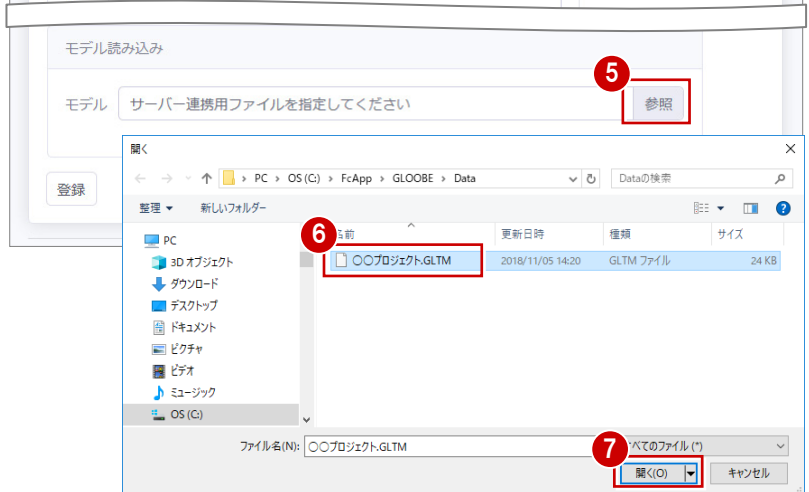 モデル読み込み
5
モデル サーバー連携用ファイルを指定してください 参照
開く
PC › OS (C:) › FcApp › GLOOBE › Data Dataの検索
登録
整理 新しいフォルダー
6
名前 更新日時 種類 サイズ
PC
〇〇プロジェクト.GLTM 2018/11/05 14:20 GLTM ファイル 24 KB
3D オブジェクト
ダウンロード
デスクトップ
ドキュメント
ピクチャ
ビデオ
ミュージック
OS (C:)
ファイル名(N): 〇〇プロジェクト.GLTM べてのファイル (*)
7
開く(O) キャンセル